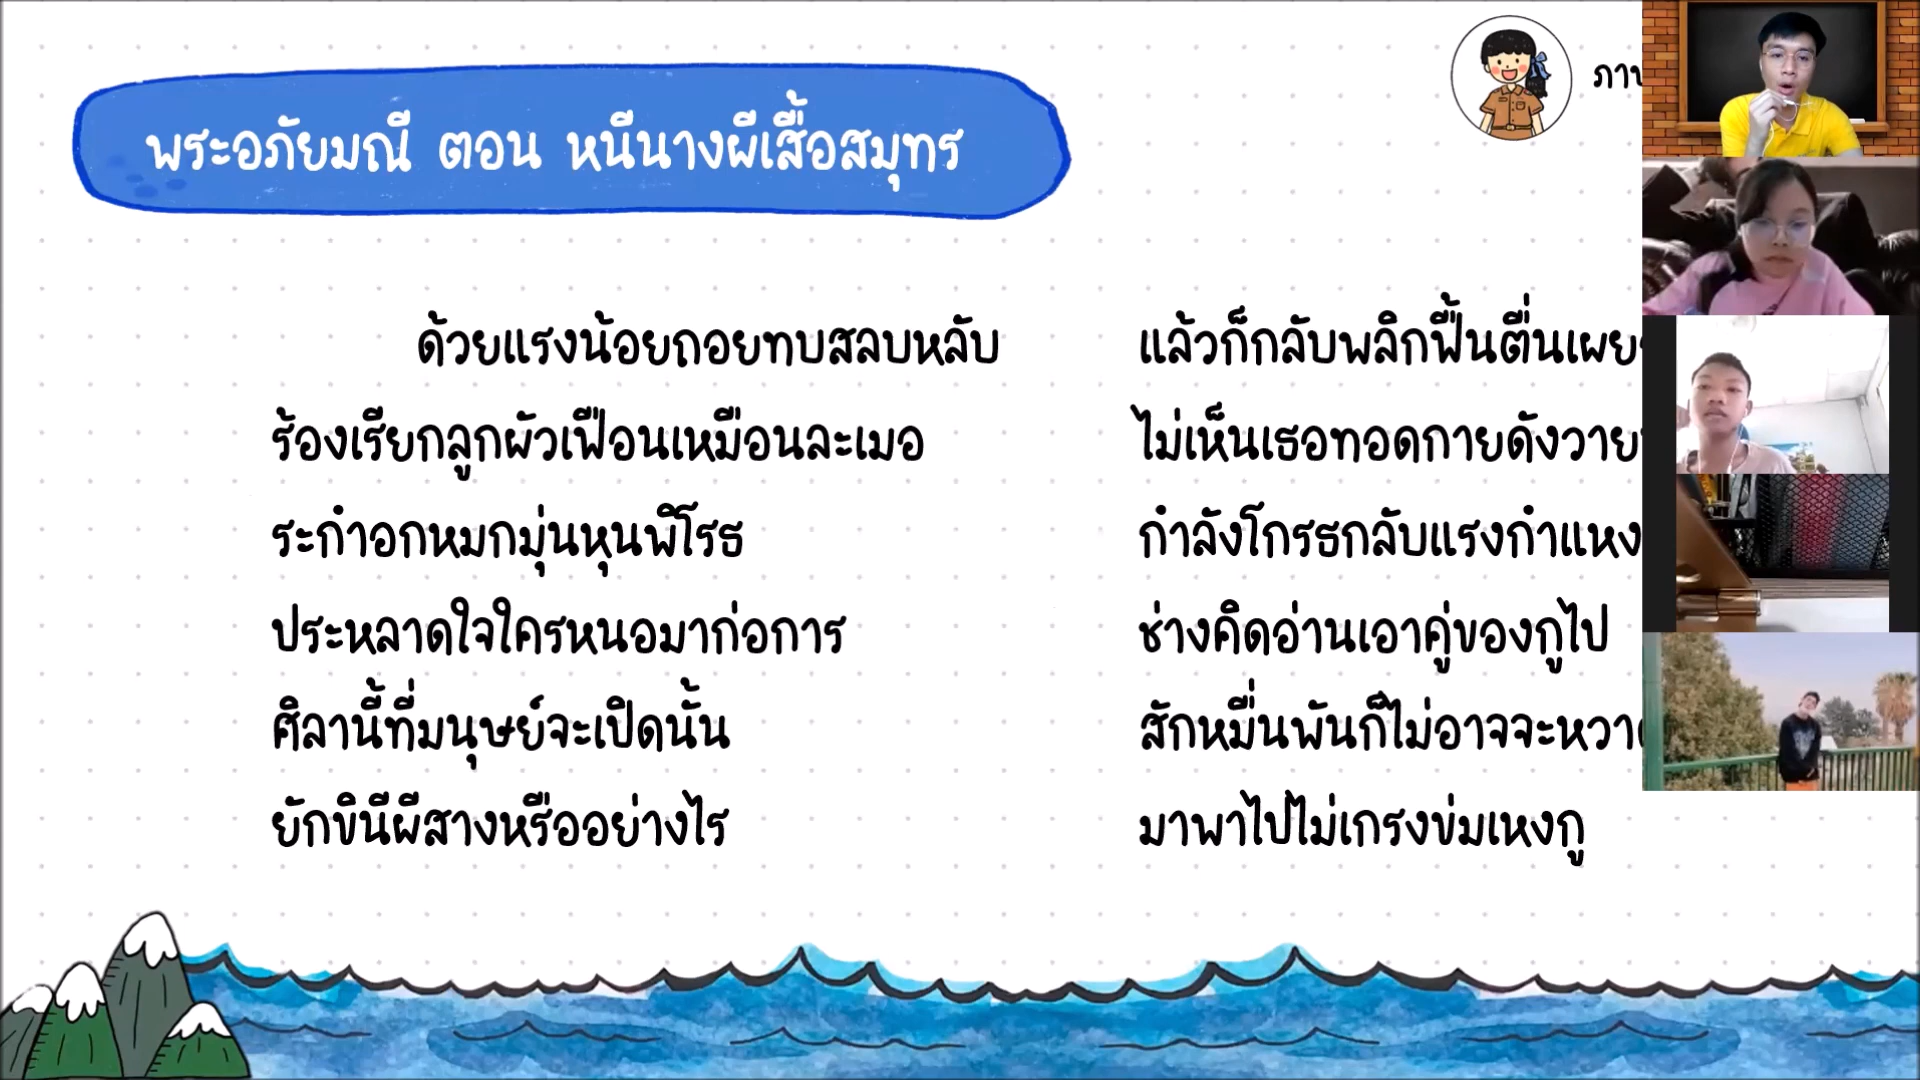 พระอภัยมณี ตอน หนีนางผีเสื้อสมุทร
ด้วยแรงน้อยถอยทบสลบหลับ แล้วก็กลับพลิกฟื้นตื่นเผย
ร้องเรียกลูกผัวเฟือนเหมือนละเมอ ไม่เห็นเธอทอดกายดังวาย
ระกำอกหมกมุ่นหุนพิโรธ กำลังโกรธกลับแรงกำแหง
ประหลาดใจใครหนอมาก่อการ ช่างคิดอ่านเอาคู่ของกูไป
ศิลานี้ที่มนุษย์จะเปิดนั้น สักหมื่นพันก็ไม่อาจจะ
ยักขินีผีสางหรืออย่างไร มาพาไปไม่เกรงข่มเหงกู